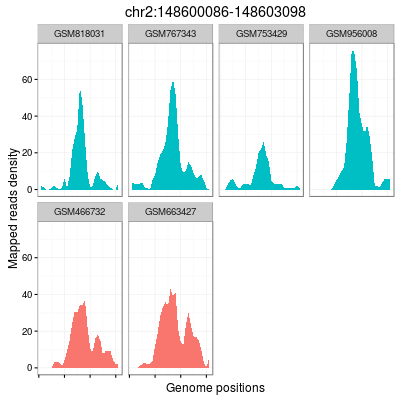 chr2:148600086-148603098
GSM818031 GSM767343 GSM753429 GSM956008
60
40
20
0
GSM466732 GSM663427
60
40
20
0
Mapped reads density
Genome positions